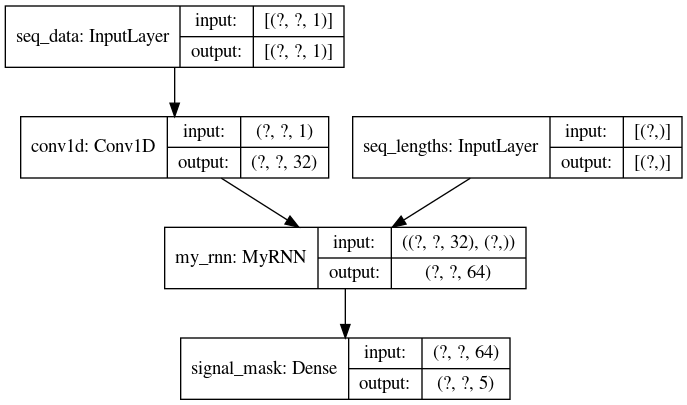 seq_data: InputLayer
input: [(?, ?, 1)]
output: [(?, ?, 1)]
conv1d: Conv1D
input: (?, ?, 1)
output: (?, ?, 32)
seq_lengths: InputLayer
input: [(?,)]
output: [(?,)]
my_rnn: MyRNN
input: ((?, ?, 32), (?,))
output: (?, ?, 64)
signal_mask: Dense
input: (?, ?, 64)
output: (?, ?, 5)